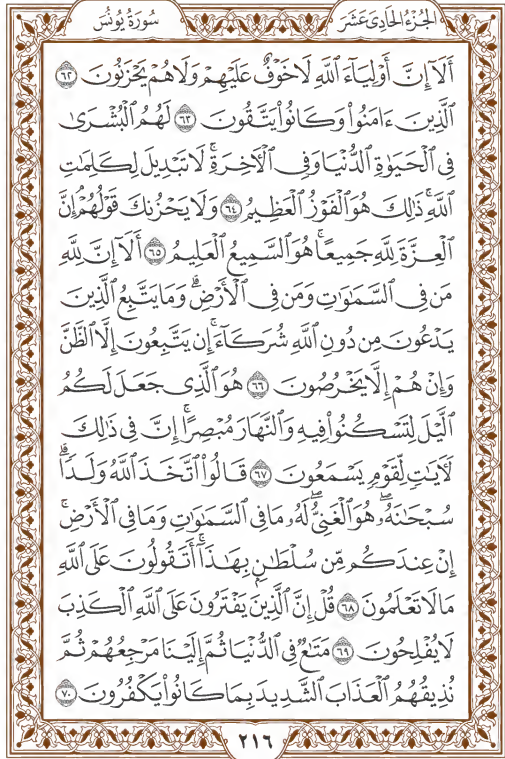 الجُزْءُ الحَادِى عَشَرَ
سُورَةُ يُونُسَ
أَلَآ إِنَّ أَوْلِيَآءَ ٱللَّهِ لَا خَوْفٌ عَلَيْهِمْ وَلَا هُمْ يَحْزَنُونَ ٦٢
ٱلَّذِينَ ءَامَنُوا۟ وَكَانُوا۟ يَتَّقُونَ ٦٣ لَهُمُ ٱلْبُشْرَىٰ
فِى ٱلْحَيَوٰةِ ٱلدُّنْيَا وَفِى ٱلْأَخِرَةِ ۚ لَا تَبْدِيلَ لِكَلِمَٰتِ
ٱللَّهِ ۚ ذَٰلِكَ هُوَ ٱلْفَوْزُ ٱلْعَظِيمُ ٦٤ وَلَا يَحْزُنكَ قَوْلُهُمْ ۘ إِنَّ
ٱلْعِزَّةَ لِلَّهِ جَمِيعًا ۚ هُوَ ٱلسَّمِيعُ ٱلْعَلِيمُ ٦٥ أَلَآ إِنَّ لِلَّهِ
مَن فِى ٱلسَّمَٰوَٰتِ وَمَن فِى ٱلْأَرْضِ ۗ وَمَا يَتَّبِعُ ٱلَّذِينَ
يَدْعُونَ مِن دُونِ ٱللَّهِ شُرَكَآءَ ۚ إِن يَتَّبِعُونَ إِلَّا ٱلظَّنَّ
وَإِنْ هُمْ إِلَّا يَخْرُصُونَ ٦٦ هُوَ ٱلَّذِى جَعَلَ لَكُمُ
ٱلَّيْلَ لِتَسْكُنُوا۟ فِيهِ وَٱلنَّهَارَ مُبْصِرًا ۚ إِنَّ فِى ذَٰلِكَ
لَأَيَٰتٍ لِّقَوْمٍ يَسْمَعُونَ ٦٧ قَالُوا۟ ٱتَّخَذَ ٱللَّهُ وَلَدًا ۗ
سُبْحَٰنَهُۥ ۖ هُوَ ٱلْغَنِىُّ ۖ لَهُۥ مَا فِى ٱلسَّمَٰوَٰتِ وَمَا فِى ٱلْأَرْضِ ۚ
إِنْ عِندَكُم مِّن سُلْطَٰنٍۭ بِهَٰذَآ ۚ أَتَقُولُونَ عَلَى ٱللَّهِ
مَا لَا تَعْلَمُونَ ٦٨ قُلْ إِنَّ ٱلَّذِينَ يَفْتَرُونَ عَلَى ٱللَّهِ ٱلْكَذِبَ
لَا يُفْلِحُونَ ٦٩ مَتَٰعٌ فِى ٱلدُّنْيَا ثُمَّ إِلَيْنَا مَرْجِعُهُمْ ثُمَّ
نُذِيقُهُمُ ٱلْعَذَابَ ٱلشَّدِيدَ بِمَا كَانُوا۟ يَكْفُرُونَ ٧٠
٢١٦